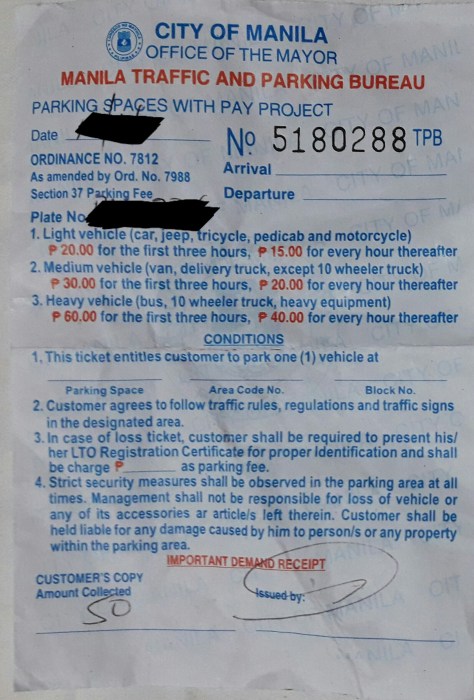 CITY OF MANILA
OFFICE OF THE MAYOR
MANILA TRAFFIC AND PARKING BUREAU
PARKING SPACES WITH PAY PROJECT
Date
Nº 5180288 TPB
ORDINANCE NO. 7812
As amended by Ord. No. 7988
Section 37 Parking Fee
Arrival
Departure
Plate No
1. Light vehicle (car, jeep, tricycle, pedicab and motorcycle)
₱ 20.00 for the first three hours, ₱ 15.00 for every hour thereafter
2. Medium vehicle (van, delivery truck, except 10 wheeler truck)
₱ 30.00 for the first three hours, ₱ 20.00 for every hour thereafter
3. Heavy vehicle (bus, 10 wheeler truck, heavy equipment)
₱ 60.00 for the first three hours, ₱ 40.00 for every hour thereafter
CONDITIONS
1. This ticket entitles customer to park one (1) vehicle at
Parking Space Area Code No. Block No.
2. Customer agrees to follow traffic rules, regulations and traffic signs
in the designated area.
3. In case of loss ticket, customer shall be required to present his/
her LTO Registration Certificate for proper Identification and shall
be charge ₱ ________ as parking fee.
4. Strict security measures shall be observed in the parking area at all
times. Management shall not be responsible for loss of vehicle or
any of its accessories ar article/s left therein. Customer shall be
held liable for any damage caused by him to person/s or any property
within the parking area.
IMPORTANT DEMAND RECEIPT
CUSTOMER'S COPY
Amount Collected
50
Issued by: